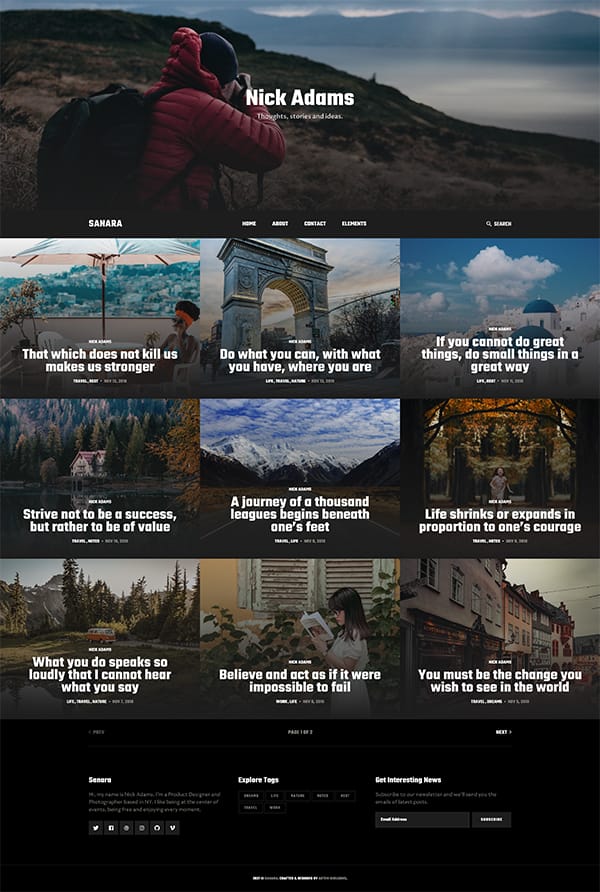 Nick Adams
Thoughts, stories and ideas.
SAHARA
HOME ABOUT CONTACT ELEMENTS
SEARCH
NICK ADAMS
That which does not kill us
makes us stronger
TRAVEL, REST • NOV 13, 2018
NICK ADAMS
Do what you can, with what
you have, where you are
LIFE, TRAVEL, NATURE • NOV 13, 2018
NICK ADAMS
If you cannot do great
things, do small things in a
great way
LIFE, REST • NOV 11, 2018
NICK ADAMS
Strive not to be a success,
but rather to be of value
TRAVEL, NOTES • NOV 10, 2018
NICK ADAMS
A journey of a thousand
leagues begins beneath
one's feet
TRAVEL, LIFE • NOV 9, 2018
NICK ADAMS
Life shrinks or expands in
proportion to one's courage
TRAVEL, NOTES • NOV 8, 2018
NICK ADAMS
What you do speaks so
loudly that I cannot hear
what you say
LIFE, TRAVEL, NATURE • NOV 7, 2018
NICK ADAMS
Believe and act as if it were
impossible to fail
WORK, LIFE • NOV 6, 2018
NICK ADAMS
You must be the change you
wish to see in the world
TRAVEL, DREAMS • NOV 5, 2018
PREV
PAGE 1 OF 2
NEXT
Sahara
Hi, my name is Nick Adams. I'm a Product Designer and
Photographer based in NY. I like being at the center of
events, being free and enjoying every moment.
Explore Tags
DREAMS LIFE NATURE NOTES REST
TRAVEL WORK
Get Interesting News
Subscribe to our newsletter and we'll send you the
emails of latest posts.
Email Address
SUBSCRIBE
2017 © SAHARA. CRAFTED & DESIGNED BY